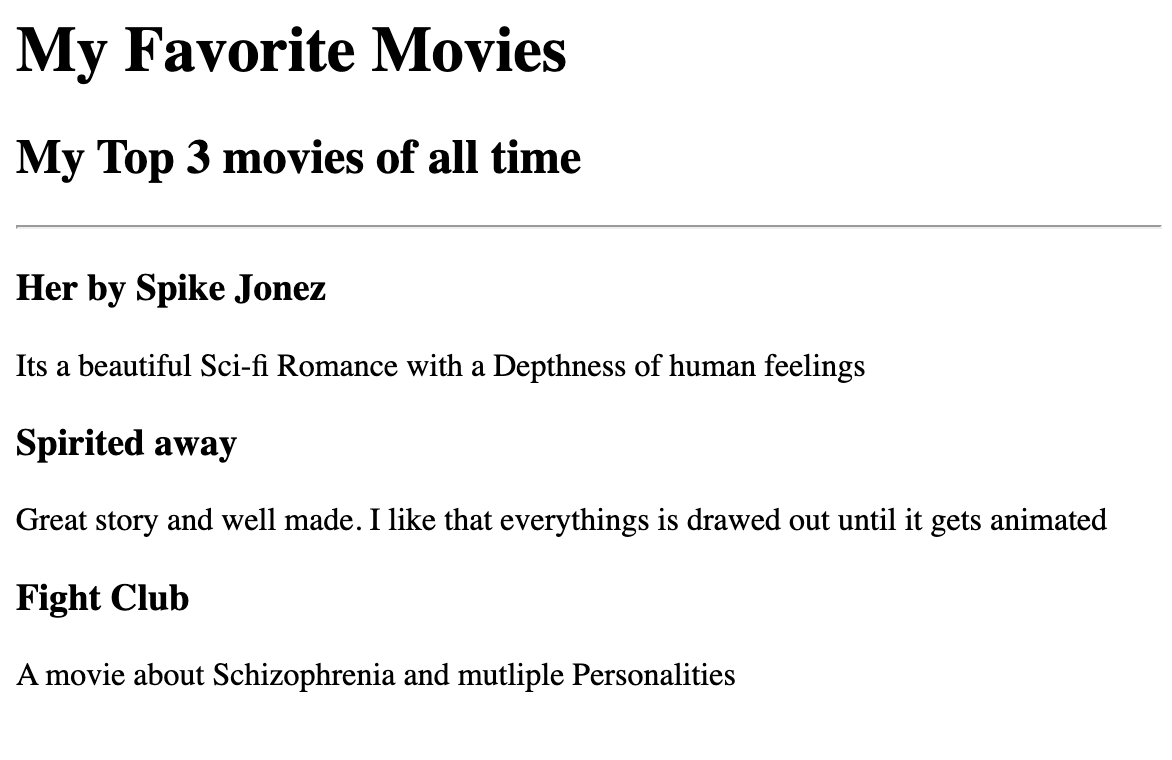 My Favorite Movies
My Top 3 movies of all time
Her by Spike Jonez
Its a beautiful Sci-fi Romance with a Depthness of human feelings
Spirited away
Great story and well made. I like that everythings is drawed out until it gets animated
Fight Club
A movie about Schizophrenia and mutliple Personalities